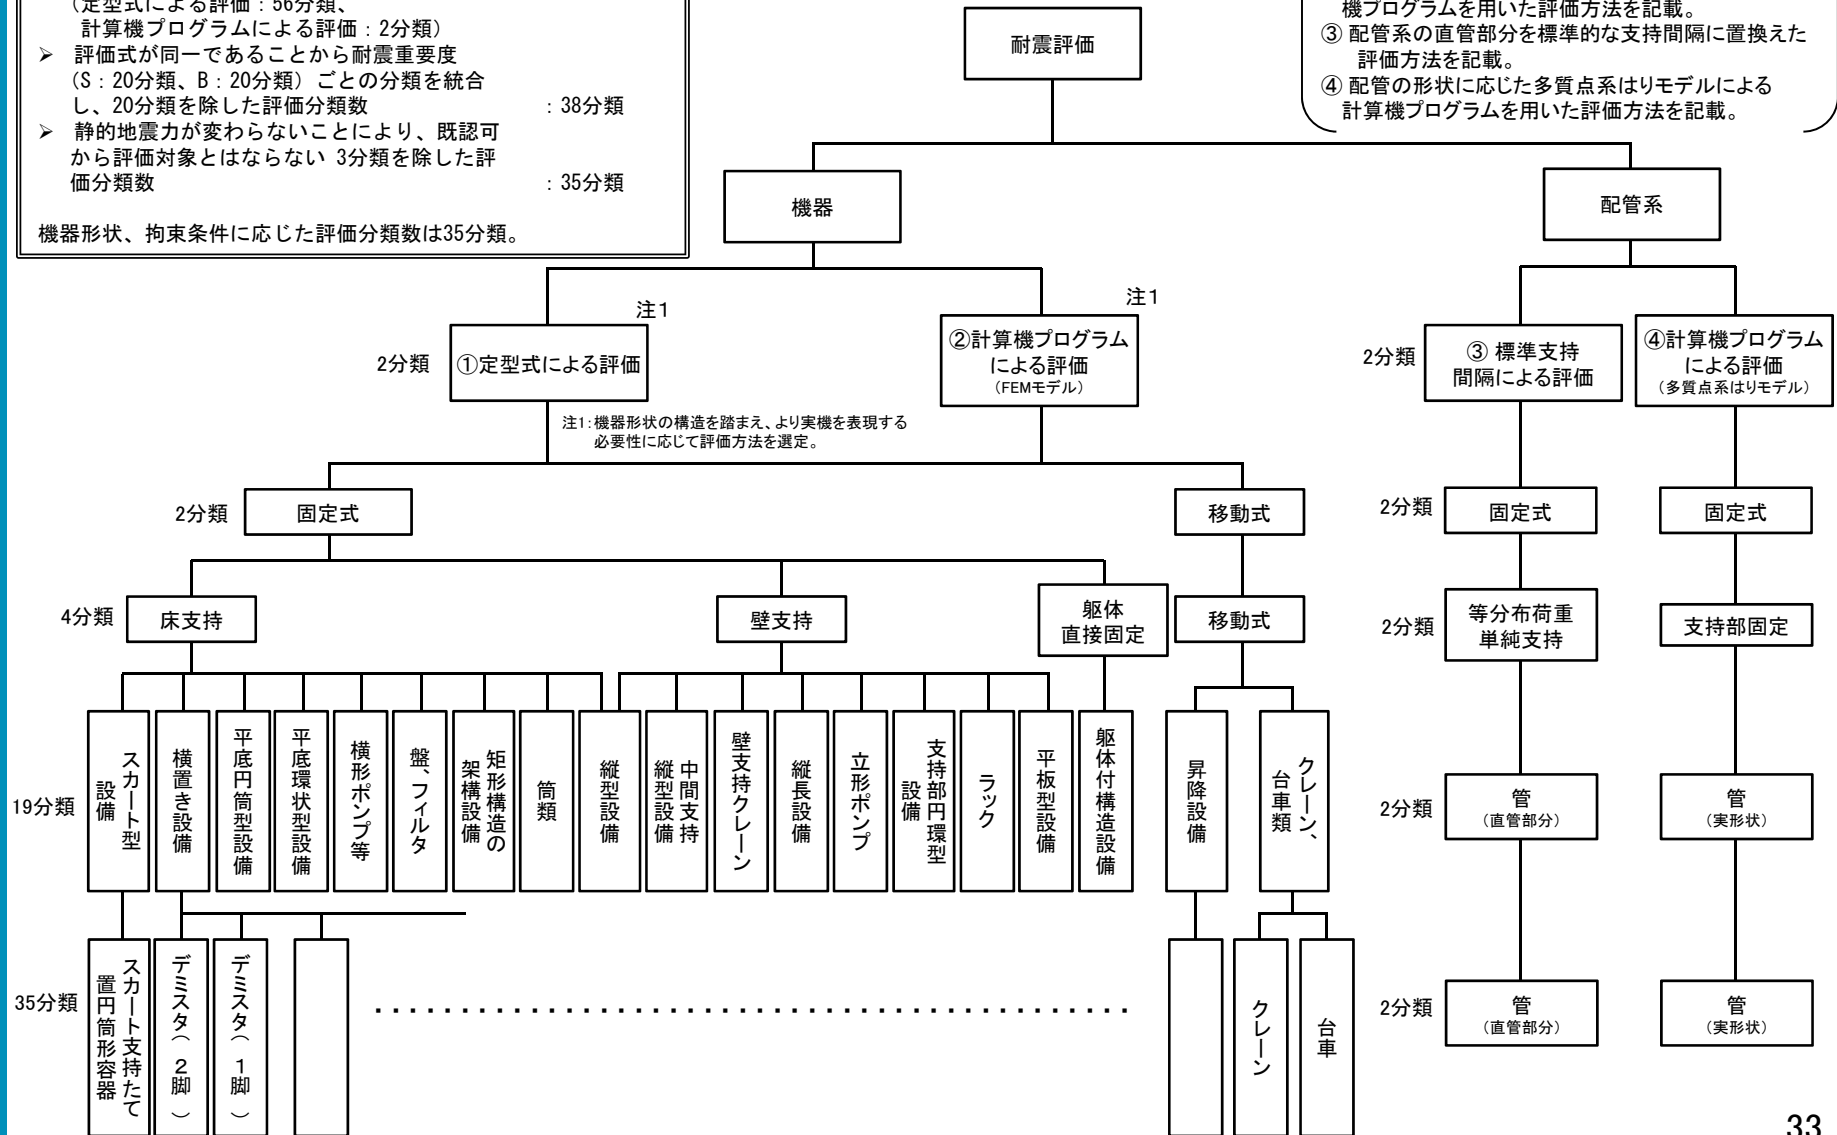 (定型式による評価:56分類、
計算機プログラムによる評価:2分類)
➢ 評価式が同一であることから耐震重要度
(S:20分類、B:20分類)ごとの分類を統合
し、20分類を除した評価分類数 :38分類
➢ 静的地震力が変わらないことにより、既認可
から評価対象とはならない 3分類を除した評
価分類数 :35分類
機器形状、拘束条件に応じた評価分類数は35分類。
機プログラムを用いた評価方法を記載。
③ 配管系の直管部分を標準的な支持間隔に置換えた
評価方法を記載。
④ 配管の形状に応じた多質点系はりモデルによる
計算機プログラムを用いた評価方法を記載。
耐震評価
機器
配管系
注1
注1
2分類
①定型式による評価
②計算機プログラム
による評価
(FEMモデル)
2分類
③ 標準支持
間隔による評価
④計算機プログラム
による評価
(多質点系はりモデル)
注1:機器形状の構造を踏まえ、より実機を表現する
必要性に応じて評価方法を選定。
2分類
固定式
移動式
2分類
固定式
固定式
4分類
床支持
壁支持
躯体
直接固定
移動式
2分類
等分布荷重
単純支持
支持部固定
19分類
スカート型
設備
横置き設備
平底円筒型設備
平底環状型設備
横形ポンプ等
盤、フィルタ
矩形構造の
架構設備
筒類
縦型設備
中間支持
縦型設備
壁支持クレーン
縦長設備
立形ポンプ
支持部円環型
設備
ラック
平板型設備
躯体付構造設備
昇降設備
クレーン、
台車類
2分類
管
(直管部分)
管
(実形状)
35分類
スカート支持たて
置円筒形容器
デミスタ(2脚)
デミスタ(1脚)
クレーン
台車
2分類
管
(直管部分)
管
(実形状)
33